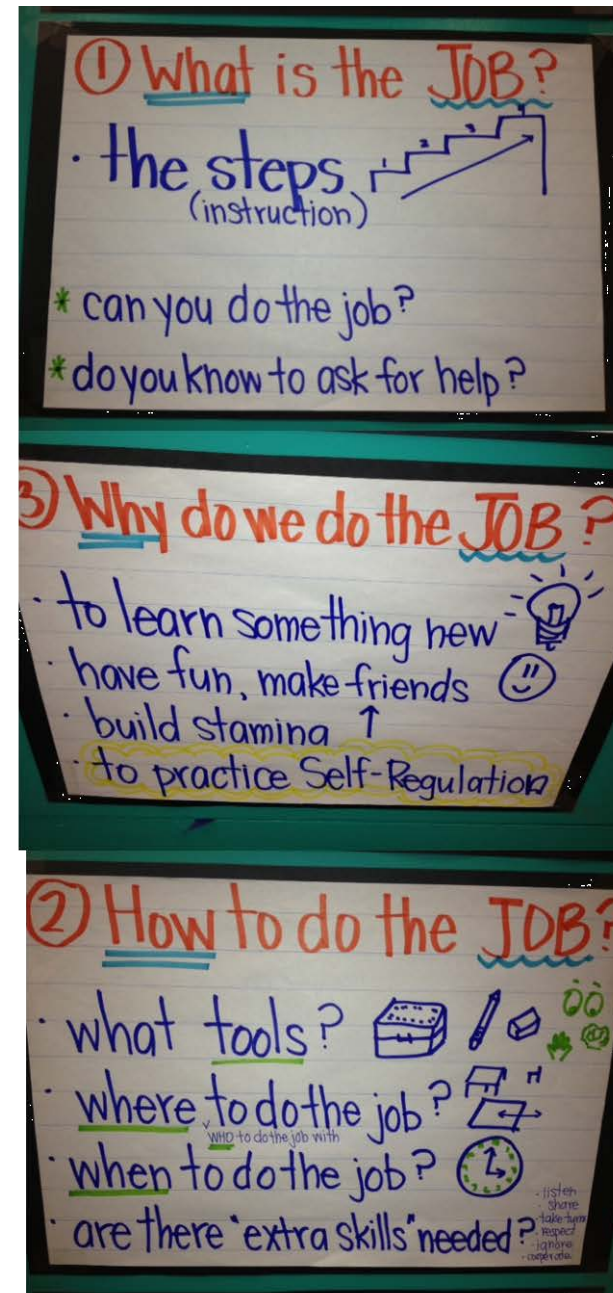 ① What is the JOB?
· the steps
(instruction)
1
2
3
* can you do the job?
* do you know to ask for help?
③ Why do we do the JOB?
· to learn something new
· have fun, make friends
· build stamina ↑
· to practice Self-Regulation
② How to do the JOB?
· what tools?
· where to do the job?
WHO to do the job with
· when to do the job?
· are there "extra skills" needed?
· listen
· share
· take turns
· respect
· ignore
· cooperate